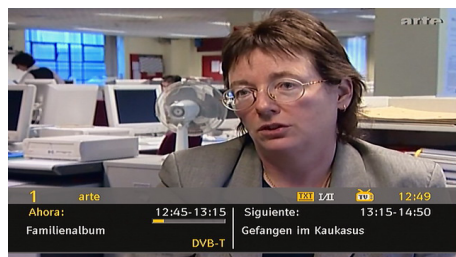 arte
1 arte TXT I/II TV 12:49
Ahora: 12:45-13:15
Familienalbum
DVB-T
Siguiente: 13:15-14:50
Gefangen im Kaukasus